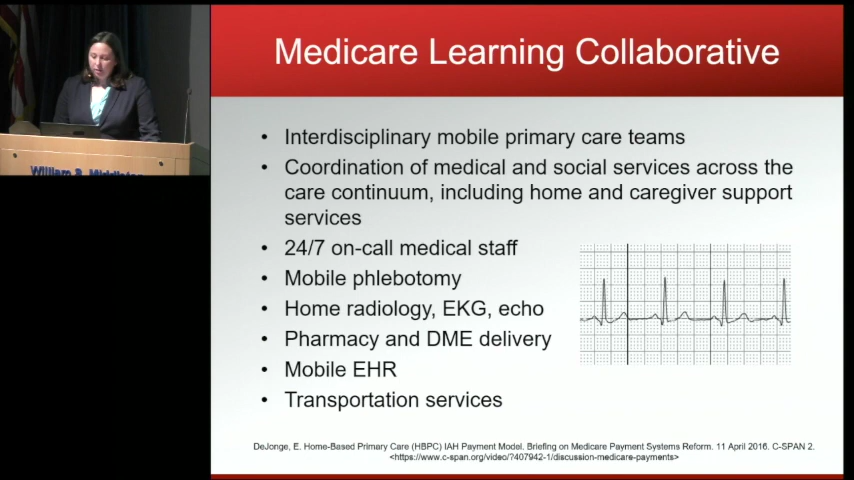 Medicare Learning Collaborative
• Interdisciplinary mobile primary care teams
• Coordination of medical and social services across the
care continuum, including home and caregiver support
services
• 24/7 on-call medical staff
• Mobile phlebotomy
• Home radiology, EKG, echo
• Pharmacy and DME delivery
• Mobile EHR
• Transportation services
DeJonge, E. Home-Based Primary Care (HBPC) IAH Payment Model. Briefing on Medicare Payment Systems Reform. 11 April 2016. C-SPAN 2.
<https://www.c-span.org/video/?407942-1/discussion-medicare-payments>
William S. Middleton